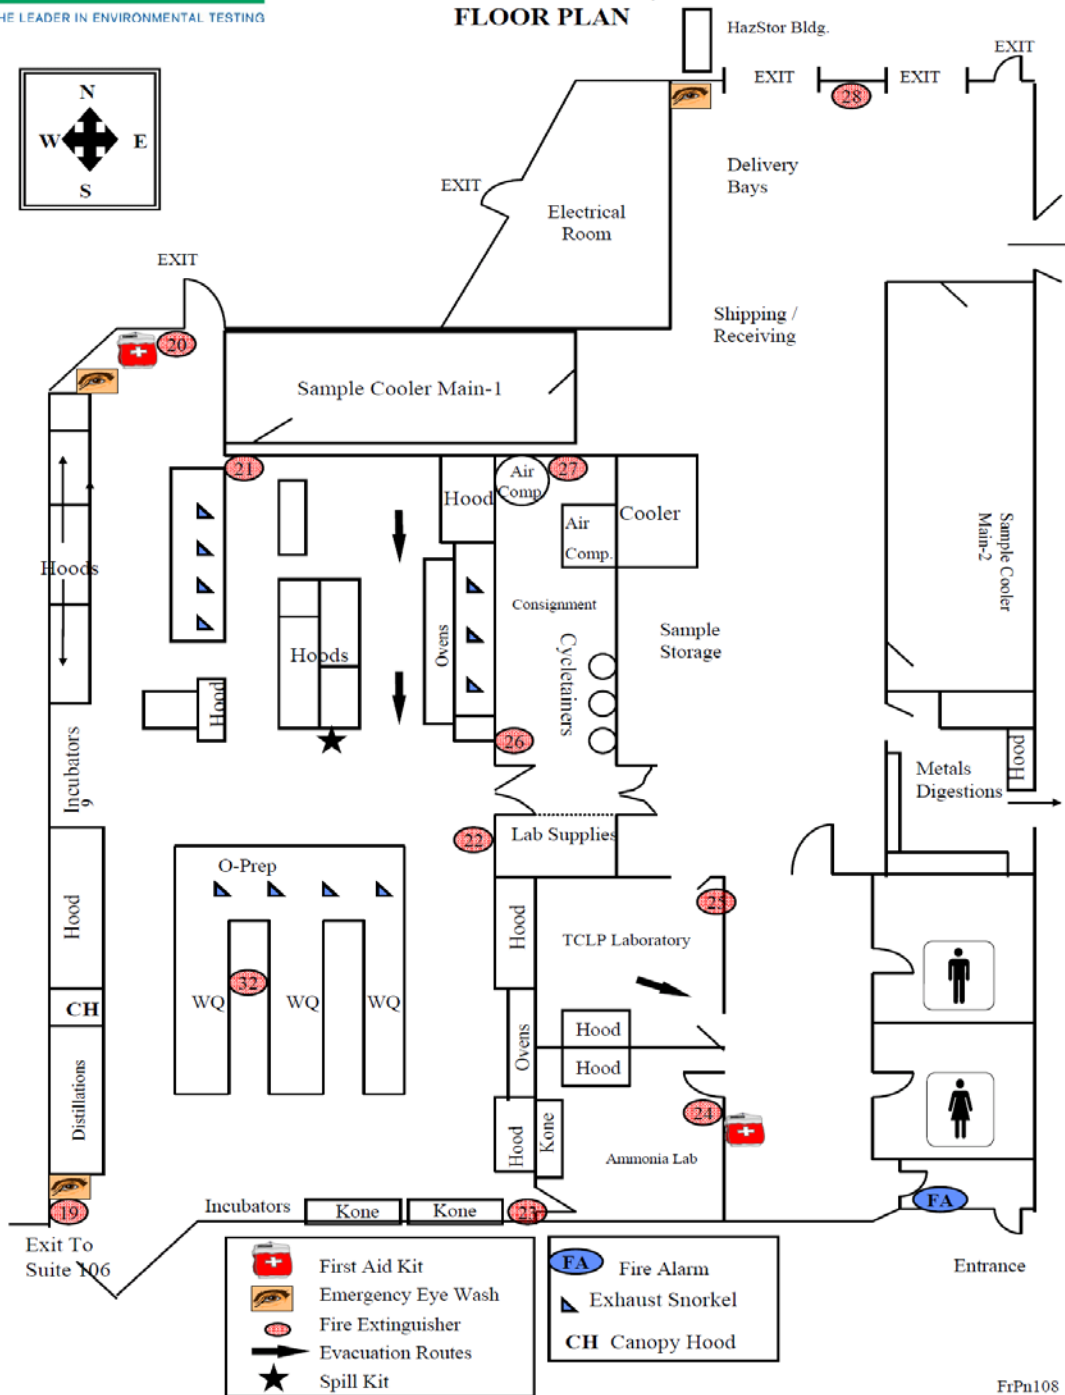 HE LEADER IN ENVIRONMENTAL TESTING
FLOOR PLAN
HazStor Bldg.
EXIT
EXIT
EXIT
28
N
W E
S
Delivery
Bays
EXIT
Electrical
Room
EXIT
Shipping /
Receiving
20
Sample Cooler Main-1
21
Hood
Air
Comp
27
Cooler
Air
Comp.
Sample Cooler
Main-2
Hoods
Consignment
Ovens
Cycletainers
Sample
Storage
Hoods
Hood
26
Incubators
9
Metals
Digestions
Hood
22
Lab Supplies
O-Prep
Hood
Hood
25
TCLP Laboratory
WQ
32
WQ
WQ
CH
Hood
Ovens
Hood
Distillations
24
Hood
Kone
Ammonia Lab
19
Incubators
Kone
Kone
23
FA
Exit To
Suite 106
Entrance
First Aid Kit
Emergency Eye Wash
Fire Extinguisher
Evacuation Routes
Spill Kit
FA Fire Alarm
Exhaust Snorkel
CH Canopy Hood
FrPn108